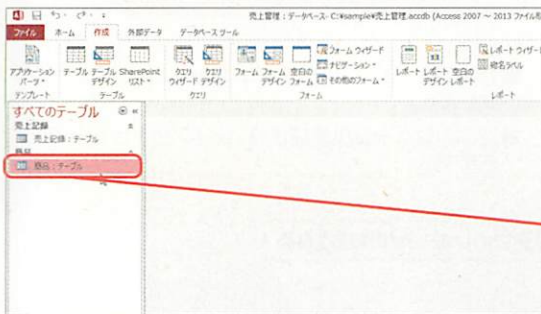 売上管理 : データベース- C:¥sample¥売上管理.accdb (Access 2007 ～ 2013 ファイル形
ファイル ホーム 作成 外部データ データベース ツール
アプリケーション パーツ
テーブル テーブル デザイン SharePoint リスト
クエリ ウィザード クエリ デザイン
フォーム フォーム デザイン 空白の フォーム
フォーム ウィザード
ナビゲーション
その他のフォーム
レポート レポート デザイン 空白の レポート
レポート ウィザード
宛名ラベル
テンプレート テーブル クエリ フォーム レポート
すべてのテーブル
売上記録
売上記録 : テーブル
商品
商品 : テーブル